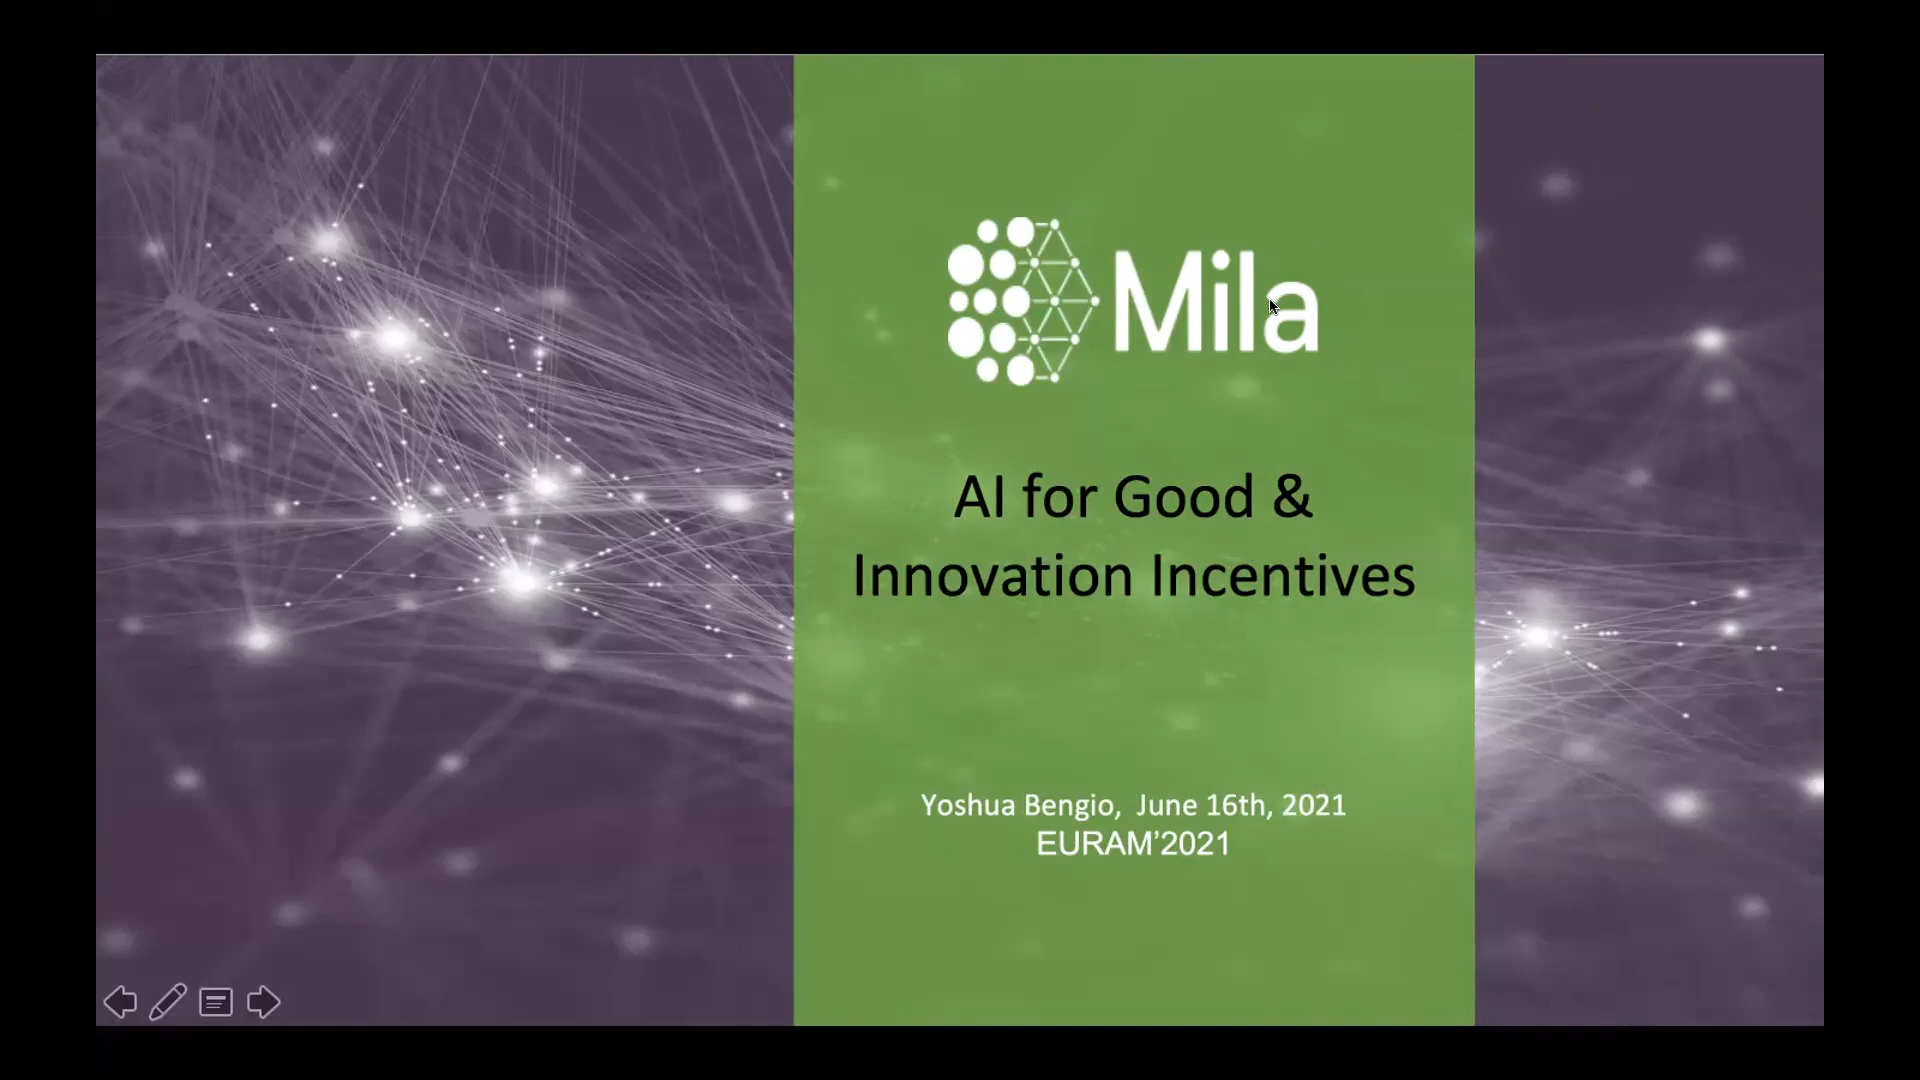 Mila
AI for Good &
Innovation Incentives
Yoshua Bengio, June 16th, 2021
EURAM’2021